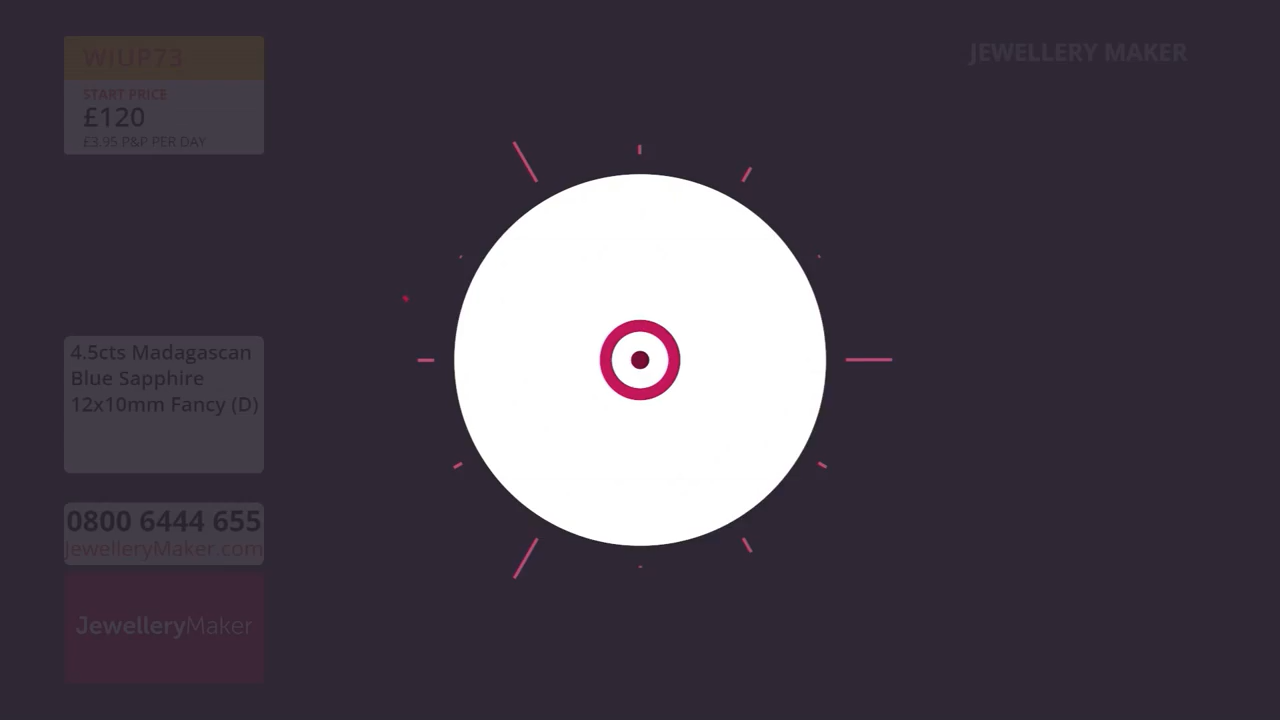 WIUP73
START PRICE
£120
£3.95 P&P PER DAY
JEWELLERY MAKER
4.5cts Madagascan
Blue Sapphire
12x10mm Fancy (D)
0800 6444 655
JewelleryMaker.com
JewelleryMaker